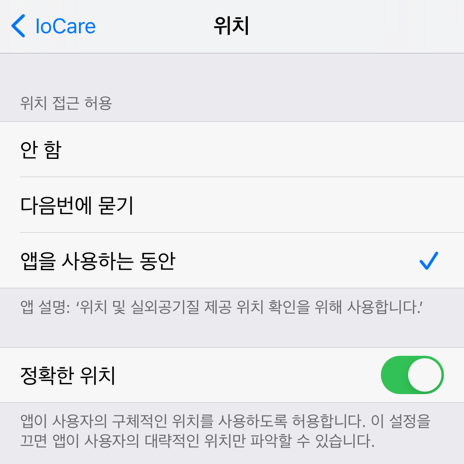 IoCare
위치
위치 접근 허용
안 함
다음번에 묻기
앱을 사용하는 동안
앱 설명: ‘위치 및 실외공기질 제공 위치 확인을 위해 사용합니다.’
정확한 위치
앱이 사용자의 구체적인 위치를 사용하도록 허용합니다. 이 설정을
끄면 앱이 사용자의 대략적인 위치만 파악할 수 있습니다.